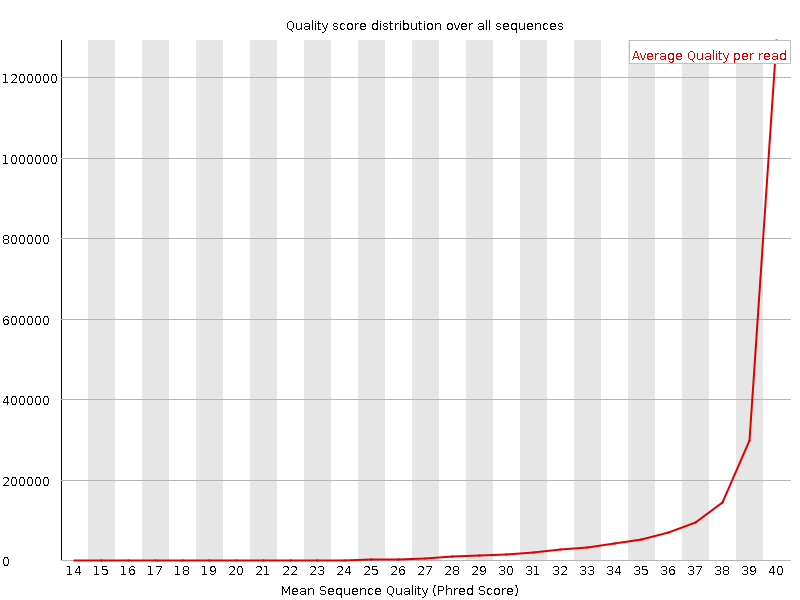 Quality score distribution over all sequences
Average Quality per read
1200000
1000000
800000
600000
400000
200000
0
14 15 16 17 18 19 20 21 22 23 24 25 26 27 28 29 30 31 32 33 34 35 36 37 38 39 40
Mean Sequence Quality (Phred Score)